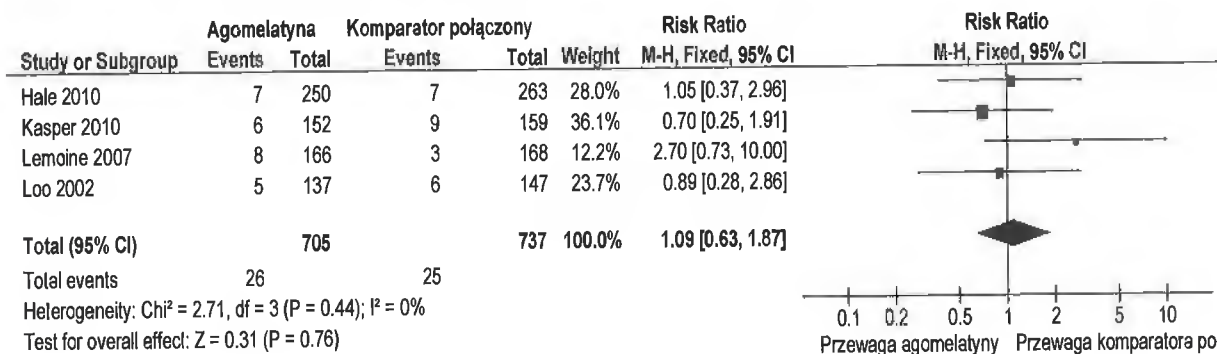 Agomelatyna Komparator połączony Risk Ratio Risk Ratio
Study or Subgroup Events Total Events Total Weight M-H, Fixed, 95% CI M-H, Fixed, 95% CI
Hale 2010 7 250 7 263 28.0% 1.05 [0.37, 2.96]
Kasper 2010 6 152 9 159 36.1% 0.70 [0.25, 1.91]
Lemoine 2007 8 166 3 168 12.2% 2.70 [0.73, 10.00]
Loo 2002 5 137 6 147 23.7% 0.89 [0.28, 2.86]
Total (95% CI) 705 737 100.0% 1.09 [0.63, 1.87]
Total events 26 25
Heterogeneity: Chi² = 2.71, df = 3 (P = 0.44); I² = 0%
Test for overall effect: Z = 0.31 (P = 0.76)
0.1 0.2 0.5 1 2 5 10
Przewaga agomelatyny Przewaga komparatora po